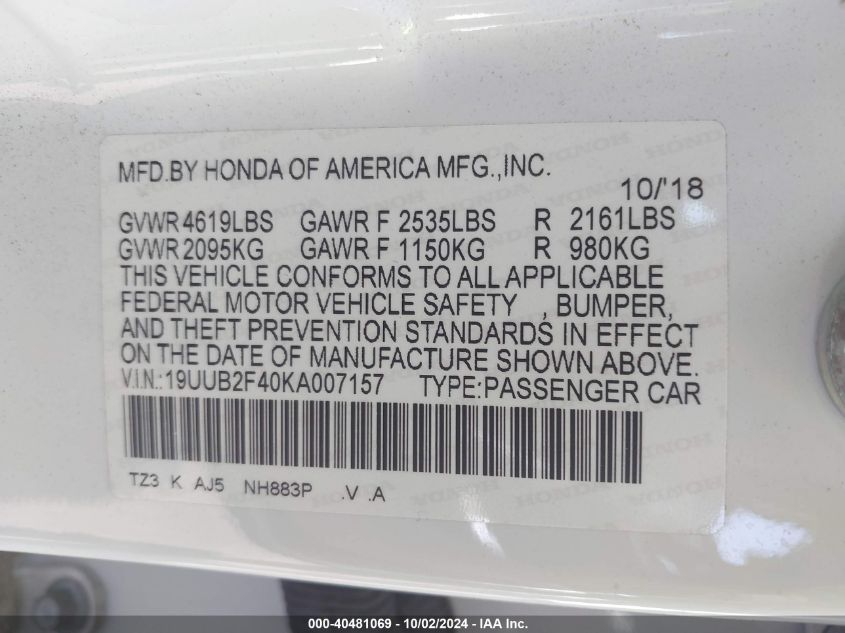 MFD.BY HONDA OF AMERICA MFG.,INC.
10/'18
GVWR 4619LBS GAWR F 2535LBS R 2161LBS
GVWR 2095KG GAWR F 1150KG R 980KG
THIS VEHICLE CONFORMS TO ALL APPLICABLE
FEDERAL MOTOR VEHICLE SAFETY , BUMPER,
AND THEFT PREVENTION STANDARDS IN EFFECT
ON THE DATE OF MANUFACTURE SHOWN ABOVE.
V.I.N.:19UUB2F40KA007157 TYPE:PASSENGER CAR
TZ3 K AJ5 NH883P .V .A
000-40481069 - 10/02/2024 - IAA Inc.